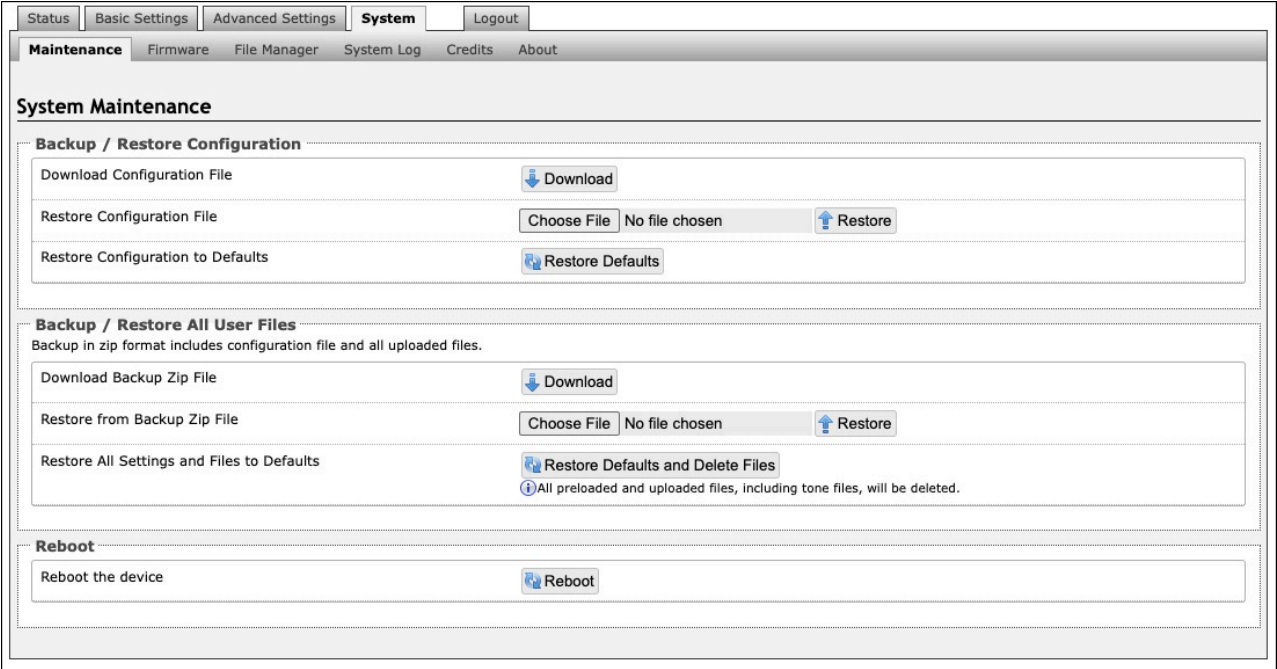 Status Basic Settings Advanced Settings System Logout
Maintenance Firmware File Manager System Log Credits About
System Maintenance
Backup / Restore Configuration
Download Configuration File Download
Restore Configuration File Choose File No file chosen Restore
Restore Configuration to Defaults Restore Defaults
Backup / Restore All User Files
Backup in zip format includes configuration file and all uploaded files.
Download Backup Zip File Download
Restore from Backup Zip File Choose File No file chosen Restore
Restore All Settings and Files to Defaults Restore Defaults and Delete Files
All preloaded and uploaded files, including tone files, will be deleted.
Reboot
Reboot the device Reboot